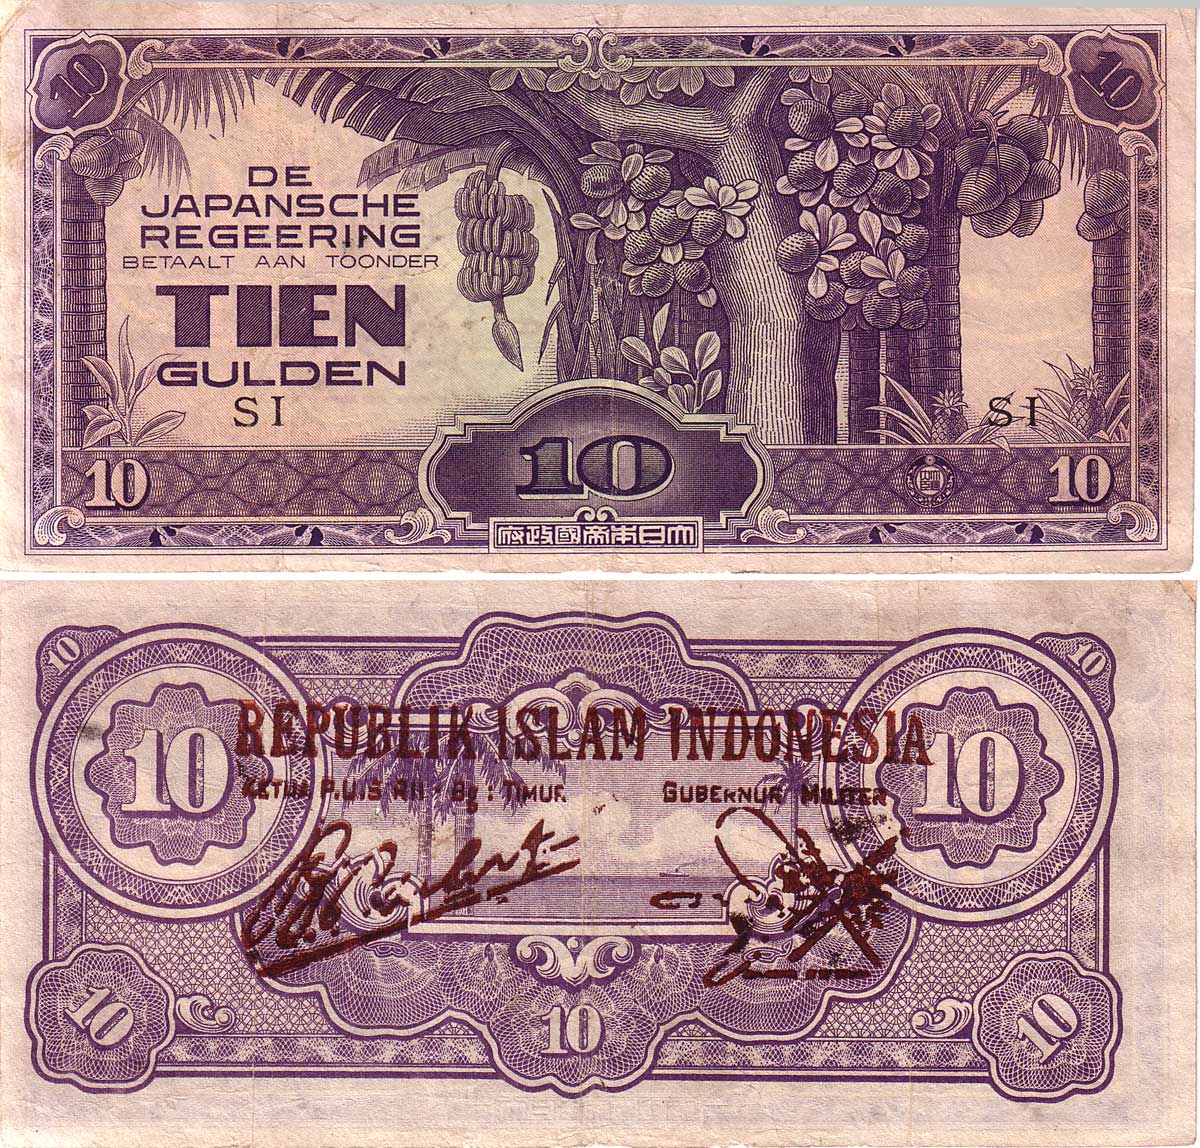 10
10
DE
JAPANSCHE
REGEERING
BETAALT AAN TOONDER
TIEN
GULDEN
SI
SI
10
10
10
府政國帝本日大
10
10
REPUBLIK ISLAM INDONESIA
10
10
GUBERNUR MILITER
10
10
10